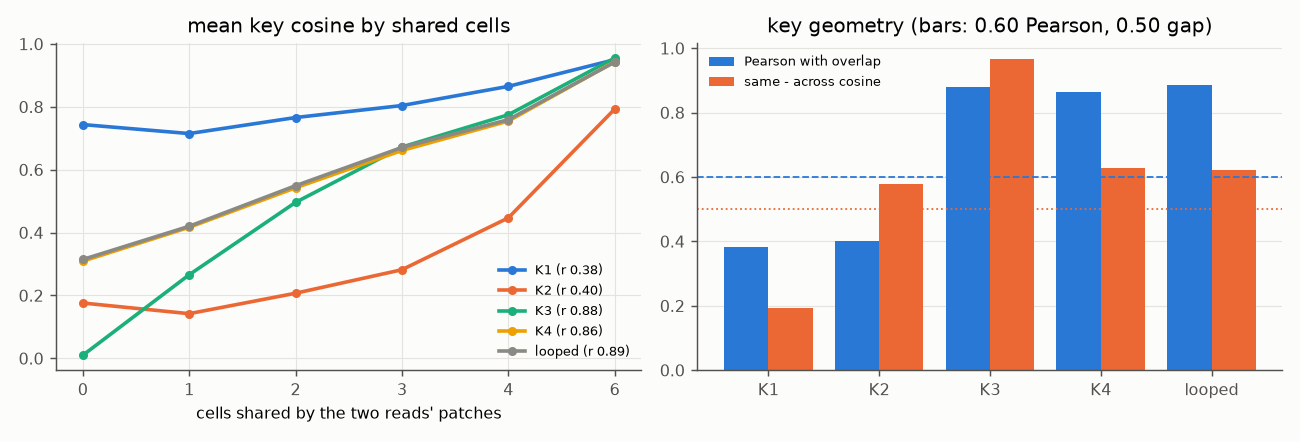 mean key cosine by shared cells
1.0
0.8
0.6
0.4
0.2
0.0
0 1 2 3 4 6
cells shared by the two reads' patches
K1 (r 0.38)
K2 (r 0.40)
K3 (r 0.88)
K4 (r 0.86)
looped (r 0.89)
key geometry (bars: 0.60 Pearson, 0.50 gap)
Pearson with overlap
same - across cosine
1.0
0.8
0.6
0.4
0.2
0.0
K1 K2 K3 K4 looped